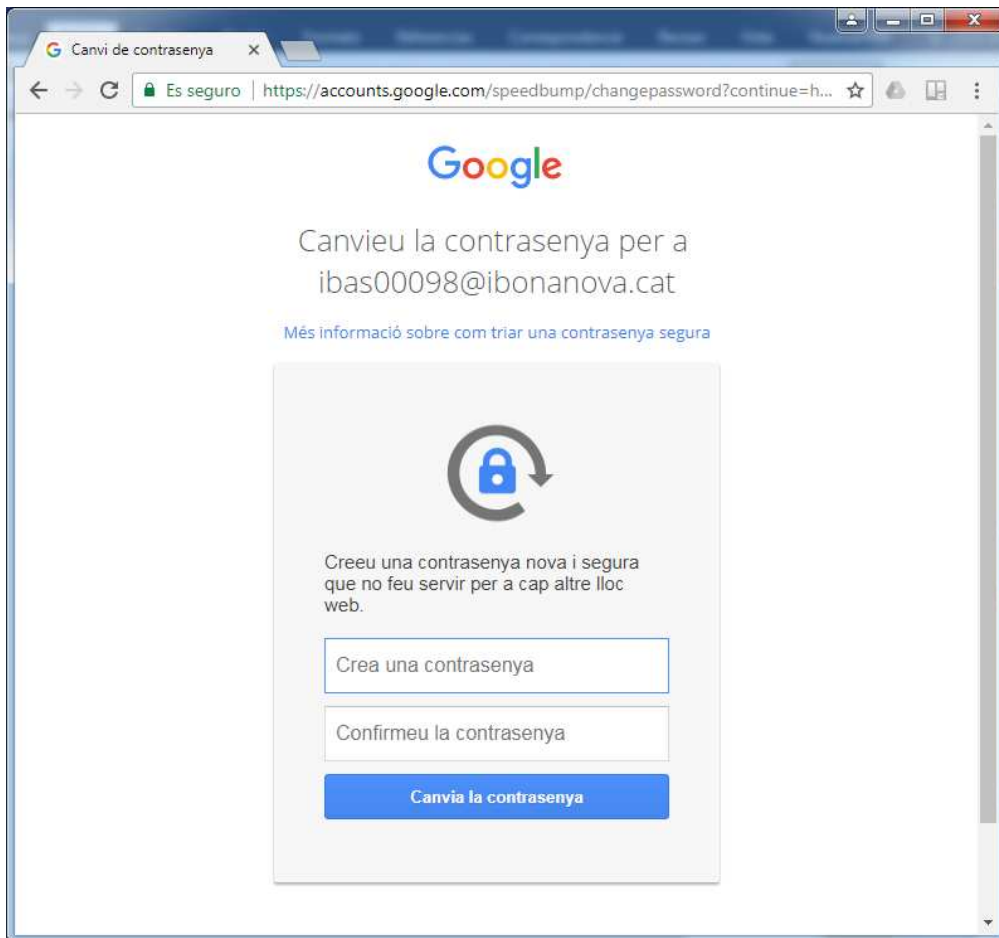 Canvi de contrasenya
Es seguro | https://accounts.google.com/speedbump/changepassword?continue=h...
Google
Canvieu la contrasenya per a
ibas00098@ibonanova.cat
Més informació sobre com triar una contrasenya segura
Creeu una contrasenya nova i segura
que no feu servir per a cap altre lloc
web.
Crea una contrasenya
Confirmeu la contrasenya
Canvia la contrasenya